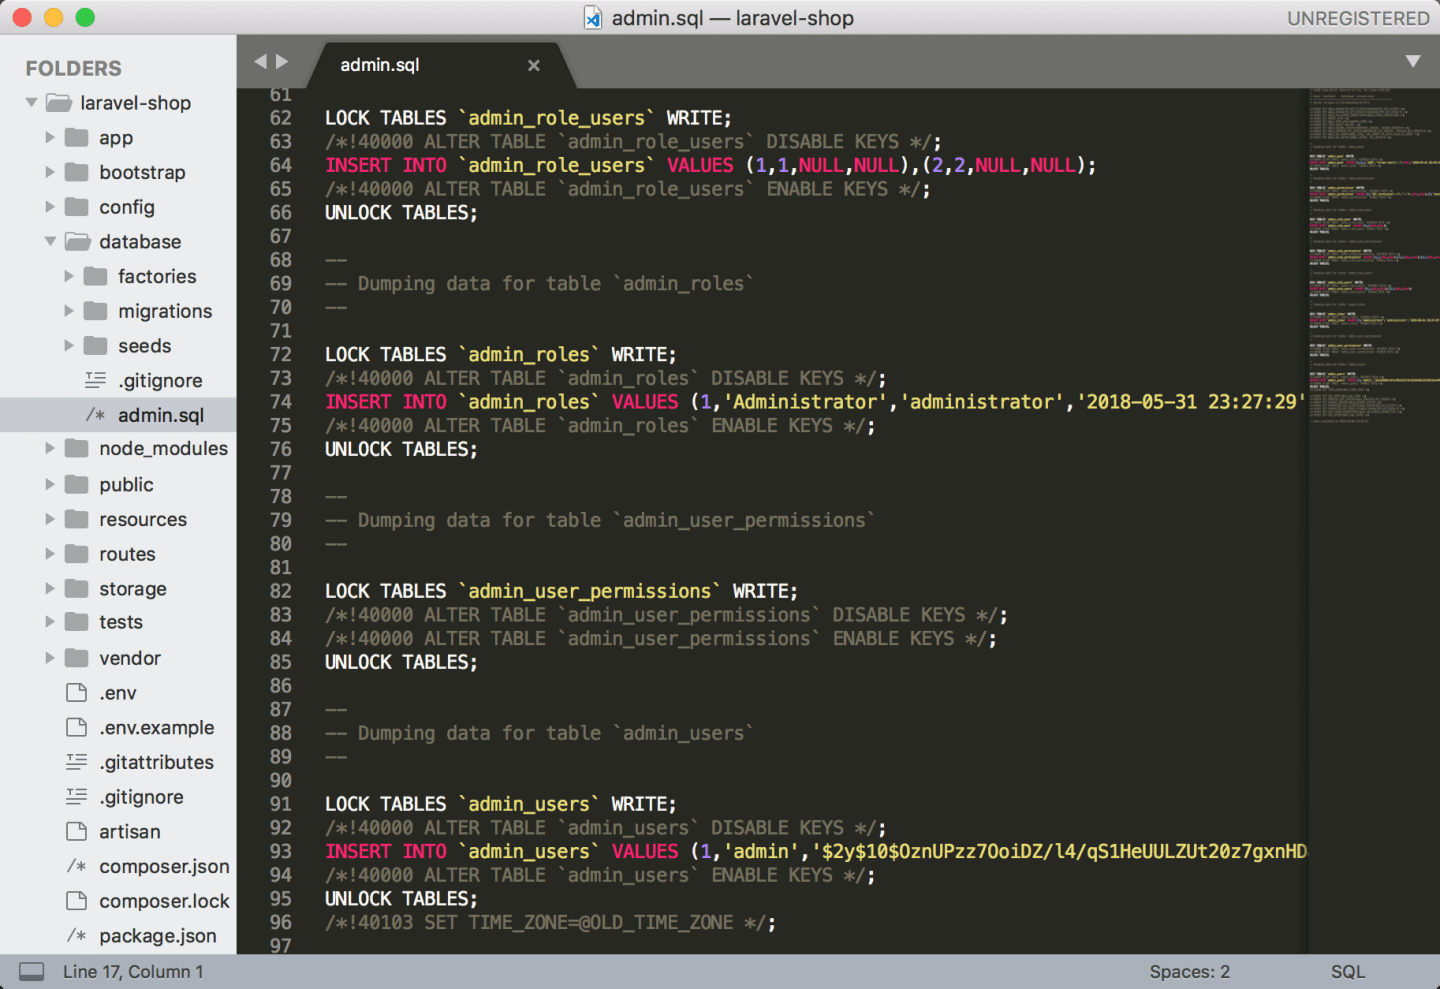 admin.sql — laravel-shop
UNREGISTERED
FOLDERS
laravel-shop
app
bootstrap
config
database
factories
migrations
seeds
.gitignore
/* admin.sql
node_modules
public
resources
routes
storage
tests
vendor
.env
.env.example
.gitattributes
.gitignore
artisan
/* composer.json
composer.lock
/* package.json
admin.sql ×
61
62 LOCK TABLES `admin_role_users` WRITE;
63 /*!40000 ALTER TABLE `admin_role_users` DISABLE KEYS */;
64 INSERT INTO `admin_role_users` VALUES (1,1,NULL,NULL),(2,2,NULL,NULL);
65 /*!40000 ALTER TABLE `admin_role_users` ENABLE KEYS */;
66 UNLOCK TABLES;
67
68 --
69 -- Dumping data for table `admin_roles`
70 --
71
72 LOCK TABLES `admin_roles` WRITE;
73 /*!40000 ALTER TABLE `admin_roles` DISABLE KEYS */;
74 INSERT INTO `admin_roles` VALUES (1,'Administrator','administrator','2018-05-31 23:27:29'
75 /*!40000 ALTER TABLE `admin_roles` ENABLE KEYS */;
76 UNLOCK TABLES;
77
78 --
79 -- Dumping data for table `admin_user_permissions`
80 --
81
82 LOCK TABLES `admin_user_permissions` WRITE;
83 /*!40000 ALTER TABLE `admin_user_permissions` DISABLE KEYS */;
84 /*!40000 ALTER TABLE `admin_user_permissions` ENABLE KEYS */;
85 UNLOCK TABLES;
86
87 --
88 -- Dumping data for table `admin_users`
89 --
90
91 LOCK TABLES `admin_users` WRITE;
92 /*!40000 ALTER TABLE `admin_users` DISABLE KEYS */;
93 INSERT INTO `admin_users` VALUES (1,'admin','$2y$10$OznUPzz7OoiDZ/l4/qS1HeUULZUt20z7gxnHD
94 /*!40000 ALTER TABLE `admin_users` ENABLE KEYS */;
95 UNLOCK TABLES;
96 /*!40103 SET TIME_ZONE=@OLD_TIME_ZONE */;
97
Line 17, Column 1
Spaces: 2
SQL